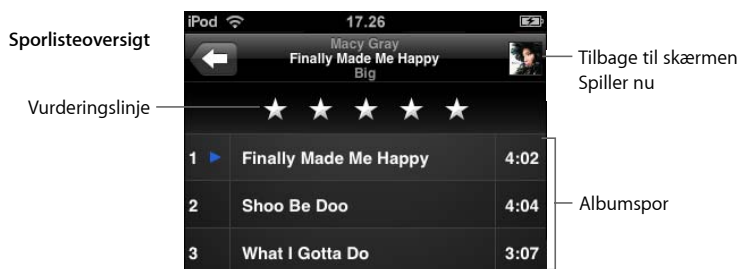 Sporlisteoversigt
iPod 17.26
Macy Gray
Finally Made Me Happy
Big
Tilbage til skærmen
Spiller nu
Vurderingslinje
1 Finally Made Me Happy 4:02
2 Shoo Be Doo 4:04
Albumspor
3 What I Gotta Do 3:07